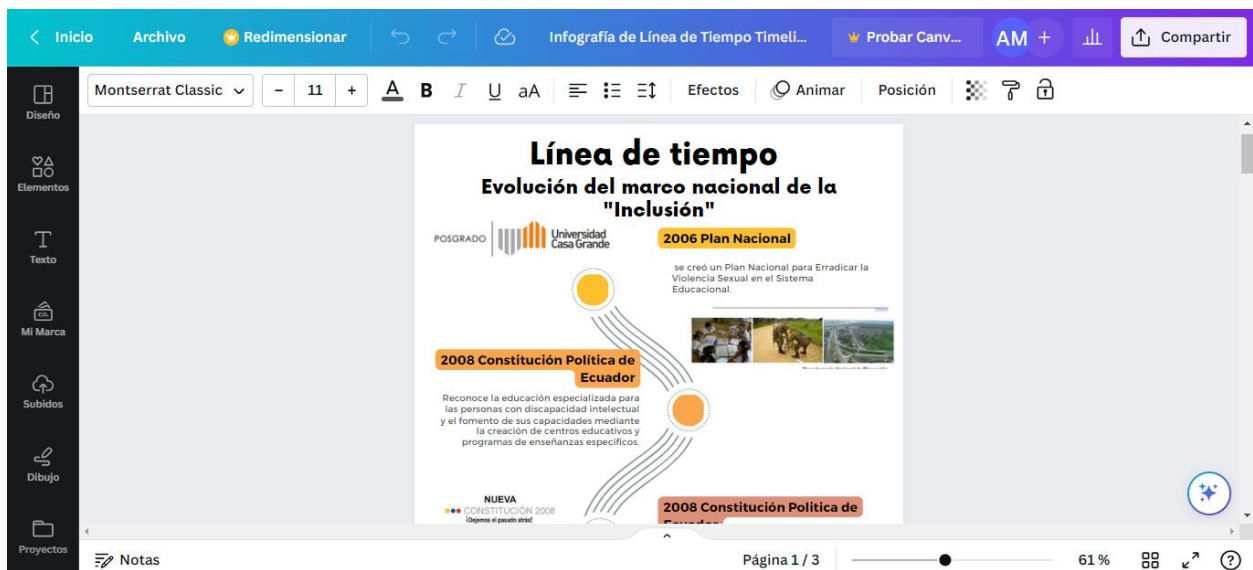 Inicio
Archivo
Redimensionar
Infografía de Línea de Tiempo Timeli...
Probar Canv...
AM
+
Compartir
Diseño
Elementos
Texto
Mi Marca
CO.
Subidos
Dibujo
Proyectos
Montserrat Classic
- 11 +
A B I U aA
Efectos
Animar
Posición
Línea de tiempo
Evolución del marco nacional de la
"Inclusión"
POSGRADO
Universidad
Casa Grande
2006 Plan Nacional
se creó un Plan Nacional para Erradicar la
Violencia Sexual en el Sistema
Educacional.
2008 Constitución Política de
Ecuador
Reconoce la educación especializada para
las personas con discapacidad intelectual
y el fomento de sus capacidades mediante
la creación de centros educativos y
programas de enseñanzas específicos.
NUEVA
CONSTITUCIÓN 2008
¡Dejemos el pasado atrás!
2008 Constitución Politica de
Ecuador
Notas
Página 1 / 3
61 %
?